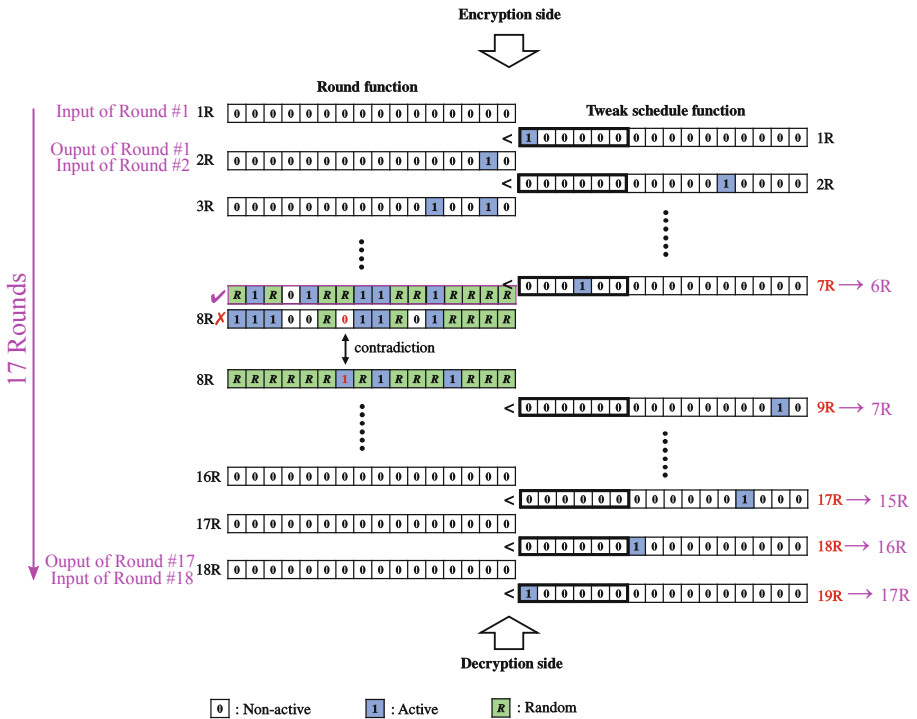 Encryption side
Round function
Tweak schedule function
Input of Round #1 1R 0 0 0 0 0 0 0 0 0 0 0 0 0 0 0 0
< 1 0 0 0 0 0 0 0 0 0 0 0 0 0 0 0 1R
Ouput of Round #1
Input of Round #2 2R 0 0 0 0 0 0 0 0 0 0 0 0 0 0 1 0
< 0 0 0 0 0 0 0 0 0 0 0 1 0 0 0 0 2R
3R 0 0 0 0 0 0 0 0 0 0 0 1 0 0 1 0
17 Rounds
✓ R 1 R 0 1 R R 1 1 R R 1 R R R R
< 0 0 0 1 0 0 0 0 0 0 0 0 0 0 0 0 7R → 6R
8R ✗ 1 1 1 0 0 R 0 1 1 R 0 1 R R R R
contradiction
8R R R R R R R 1 R 1 R R R 1 R R R
< 0 0 0 0 0 0 0 0 0 0 0 0 0 0 1 0 9R → 7R
16R 0 0 0 0 0 0 0 0 0 0 0 0 0 0 0 0
< 0 0 0 0 0 0 0 0 0 0 0 0 1 0 0 0 17R → 15R
17R 0 0 0 0 0 0 0 0 0 0 0 0 0 0 0 0
< 0 0 0 0 0 0 1 0 0 0 0 0 0 0 0 0 18R → 16R
Ouput of Round #17
Input of Round #18 18R 0 0 0 0 0 0 0 0 0 0 0 0 0 0 0 0
< 1 0 0 0 0 0 0 0 0 0 0 0 0 0 0 0 19R → 17R
Decryption side
0 : Non-active 1 : Active R : Random